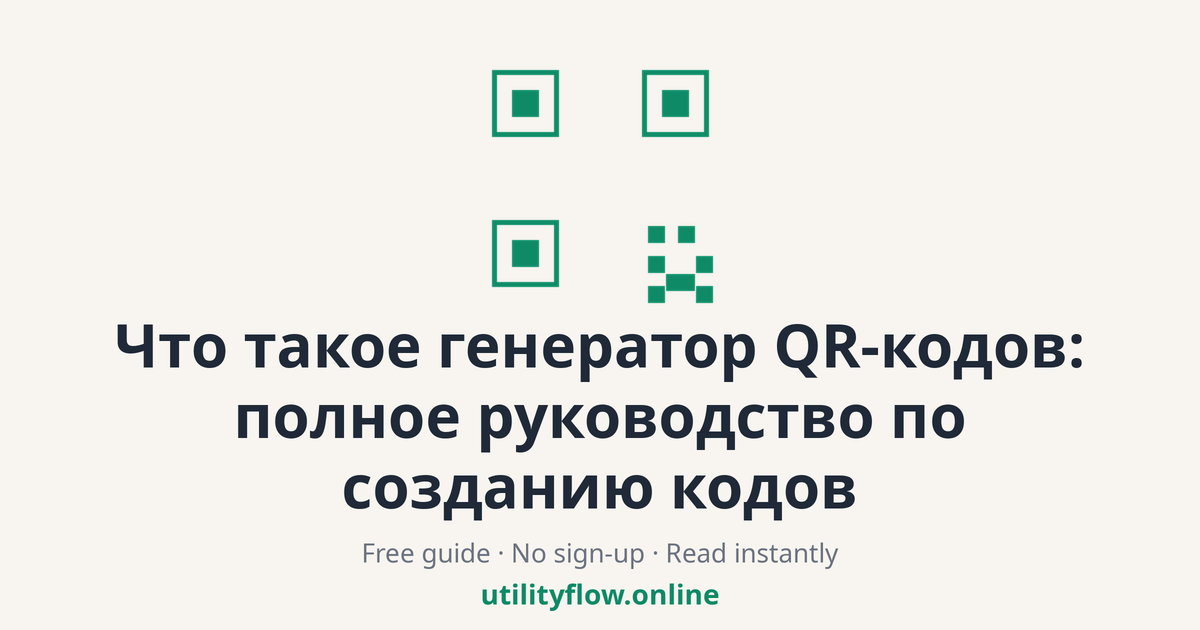 Что такое генератор QR-кодов:
полное руководство по
созданию кодов
Free guide · No sign-up · Read instantly
utilityflow.online